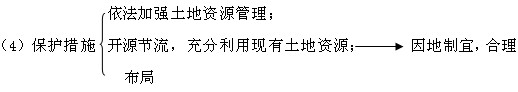 依法加强土地资源管理；
（4）保护措施 开源节流，充分利用现有土地资源；——→ 因地制宜，合理
布局